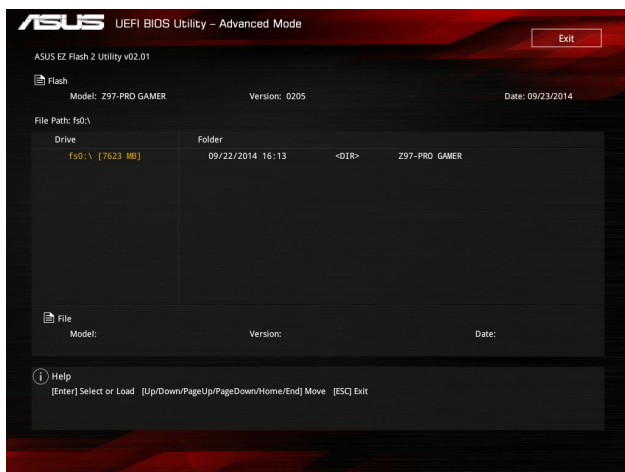 ASUS UEFI BIOS Utility – Advanced Mode
Exit
ASUS EZ Flash 2 Utility v02.01
Flash
Model: Z97-PRO GAMER Version: 0205 Date: 09/23/2014
File Path: fs0:\
Drive Folder
fs0:\ [7623 MB] 09/22/2014 16:13 <DIR> Z97-PRO GAMER
File
Model: Version: Date:
i Help
[Enter] Select or Load [Up/Down/PageUp/PageDown/Home/End] Move [ESC] Exit